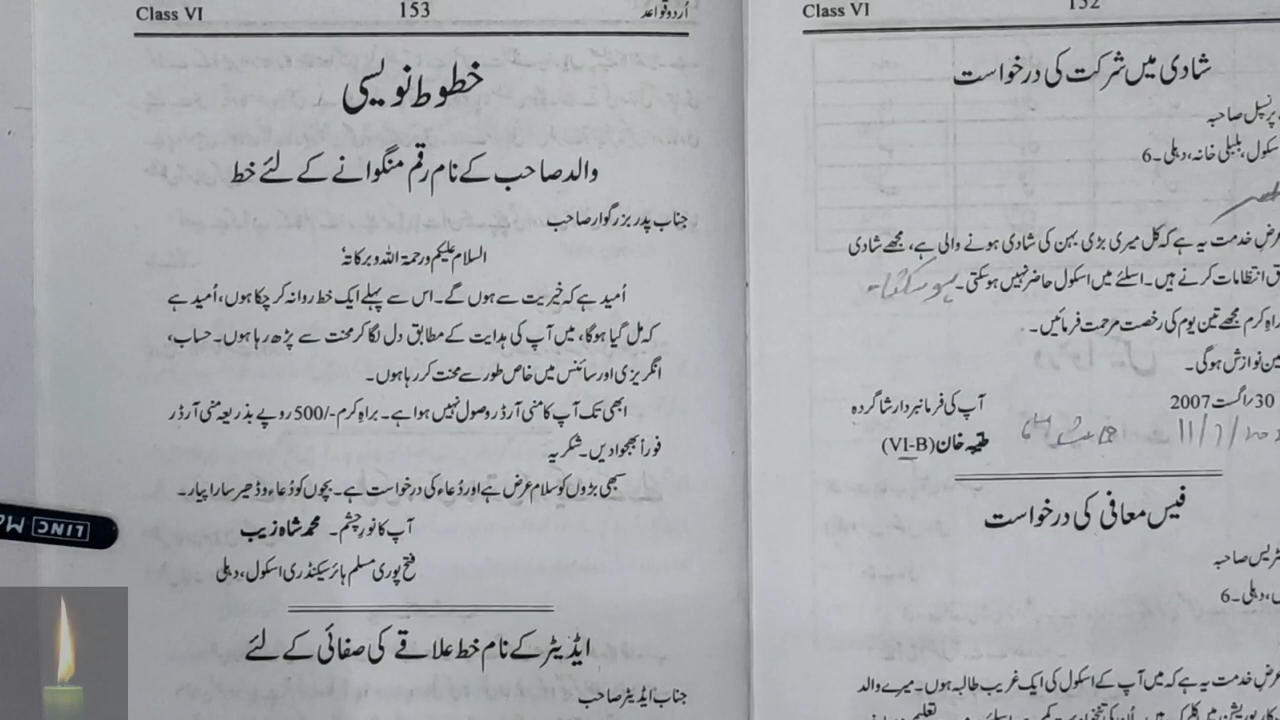 Class VI 153 اُردو قواعد
خطوط نویسی
والد صاحب کے نام رقم منگوانے کے لئے خط
جناب پدر بزرگوار صاحب
السلام علیکم ورحمۃ اللہ وبرکاتہٗ
اُمید ہے کہ خیریت سے ہوں گے۔ اس سے پہلے ایک خط روانہ کر چکا ہوں، اُمید ہے
کہ مل گیا ہوگا، میں آپ کی ہدایت کے مطابق دل لگا کر محنت سے پڑھ رہا ہوں۔ حساب،
انگریزی اور سائنس میں خاص طور سے محنت کر رہا ہوں۔
ابھی تک آپ کا منی آرڈر وصول نہیں ہوا ہے۔ براہِ کرم -/500 روپے بذریعہ منی آرڈر
فوراً بھجوا دیں۔ شکریہ
سبھی بڑوں کو سلام عرض ہے اور دُعاء کی درخواست ہے۔ بچوں کو دُعاء و ڈھیر سارا پیار۔
آپ کا نورِ چشم۔ محمد شاہ زیب
فتح پوری مسلم ہائر سیکنڈری اسکول، دہلی
ایڈیٹر کے نام خط علاقے کی صفائی کے لئے
جناب ایڈیٹر صاحب
LINC
Class VI 152
شادی میں شرکت کی درخواست
پرنسپل صاحبہ
سکول، بلبلی خانہ، دہلی۔ 6
عرض خدمت یہ ہے کہ کل میری بڑی بہن کی شادی ہونے والی ہے، مجھے شادی
انتظامات کرنے ہیں۔ اسلئے میں اسکول حاضر نہیں ہو سکتی۔ ہو سکتا۔
کرم مجھے تین یوم کی رخصت مرحمت فرمائیں۔
نوازش ہوگی۔
30/اگست 2007 آپ کی فرمانبردار شاگردہ
خان (VI-B)
فیس معافی کی درخواست
صاحبہ
دہلی۔ 6
عرض خدمت یہ ہے کہ میں آپ کے اسکول کی ایک غریب طالبہ ہوں۔ میرے والد